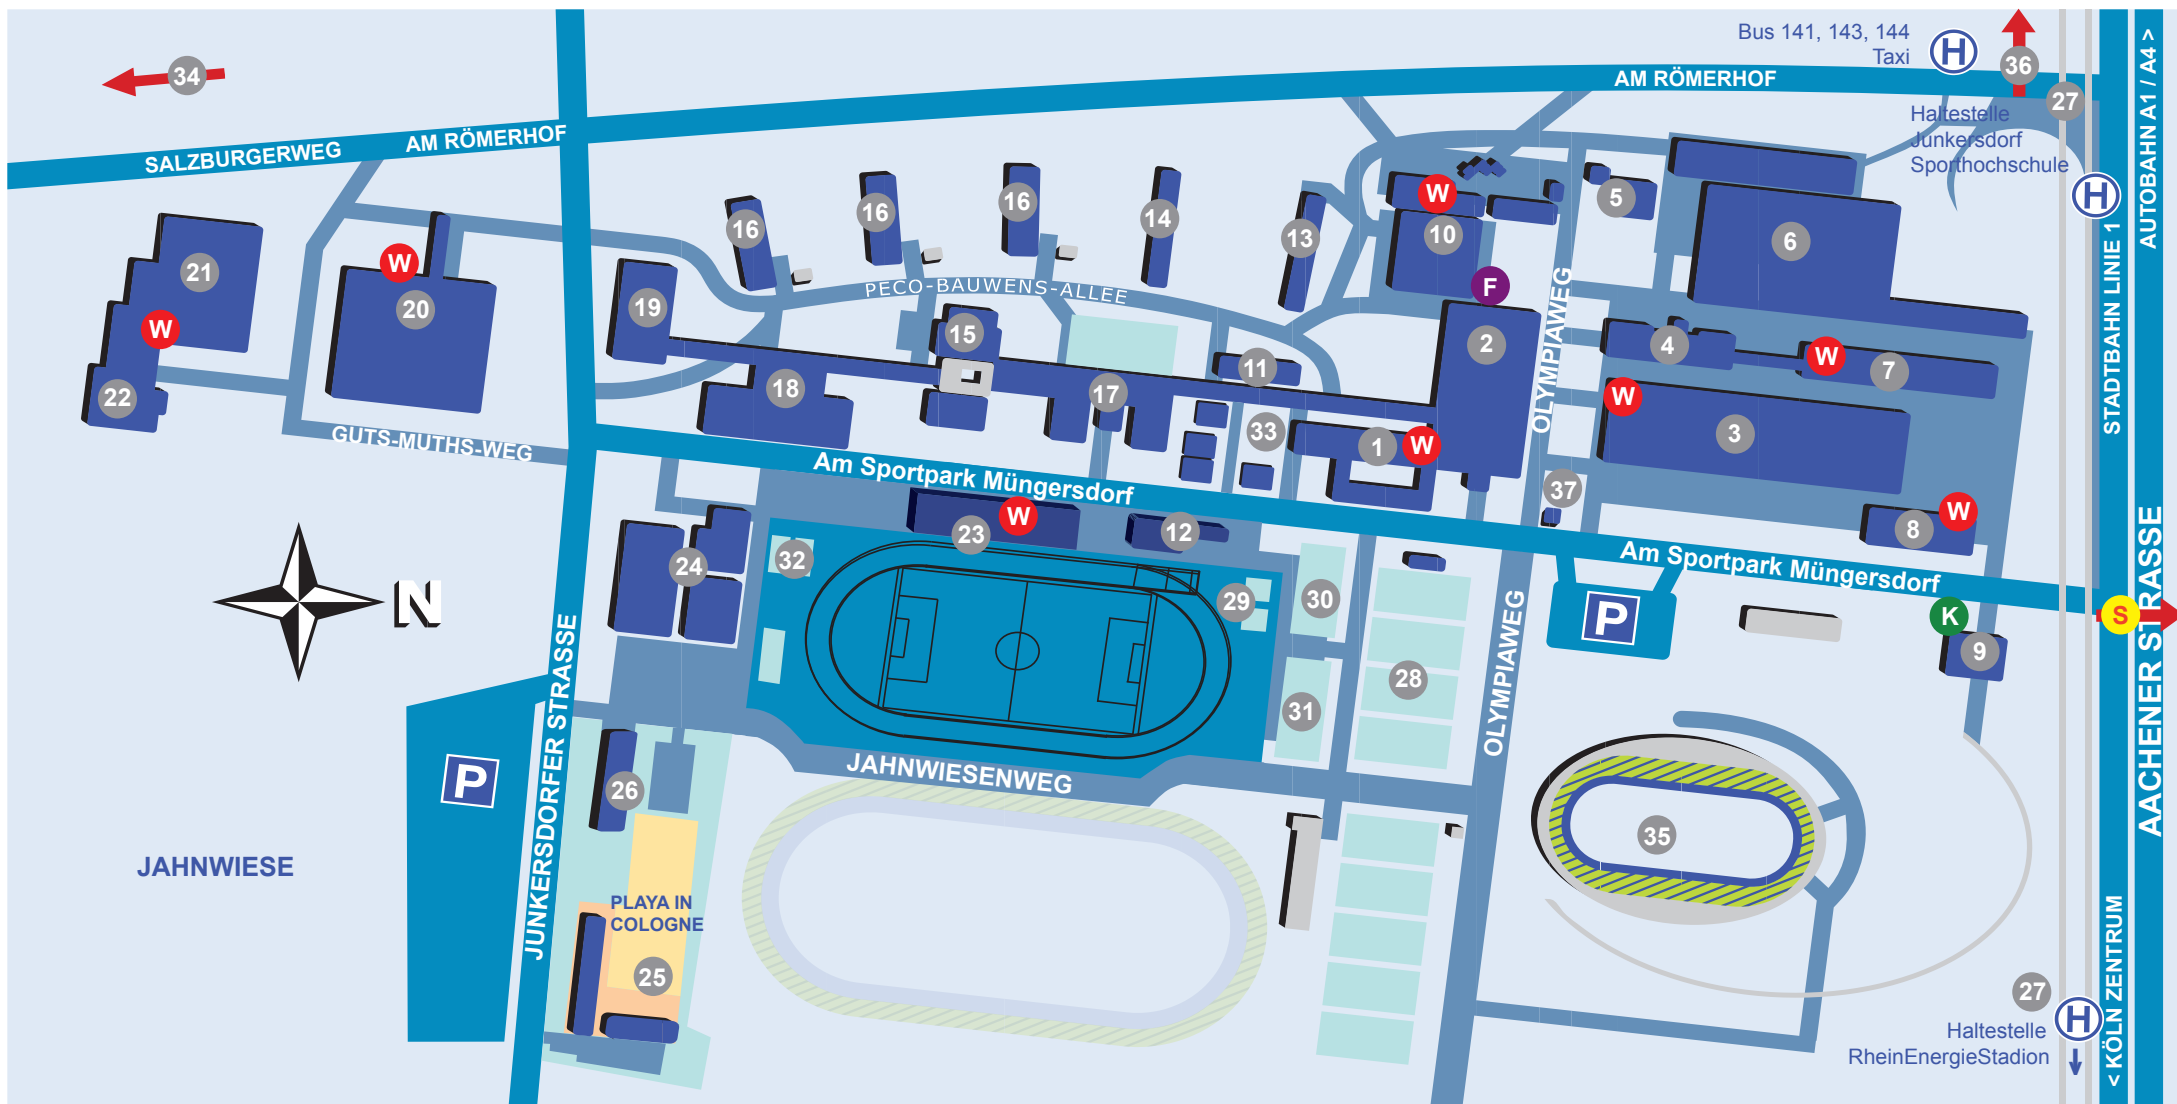 Bus 141, 143, 144
Taxi
H
36
34
AM RÖMERHOF
27
AUTOBAHN A1 / A4 >
Haltestelle
Junkersdorf
Sporthochschule
H
SALZBURGERWEG
AM RÖMERHOF
16
16
16
14
13
W
10
5
6
21
W
20
19
PECO-BAUWENS-ALLEE
F
OLYMPIAWEG
STADTBAHN LINIE 1
W
15
2
4
W
7
22
18
17
11
W
3
33
1
W
GUTS-MUTHS-WEG
Am Sportpark Müngersdorf
37
23
W
12
8
W
Am Sportpark Müngersdorf
AACHENER STRASSE
N
24
32
29
30
P
K
S
9
28
31
OLYMPIAWEG
JUNKERSDORFER STRASSE
P
26
JAHNWIESENWEG
35
JAHNWIESE
PLAYA IN
COLOGNE
25
27
H
Haltestelle
RheinEnergieStadion
< KÖLN ZENTRUM